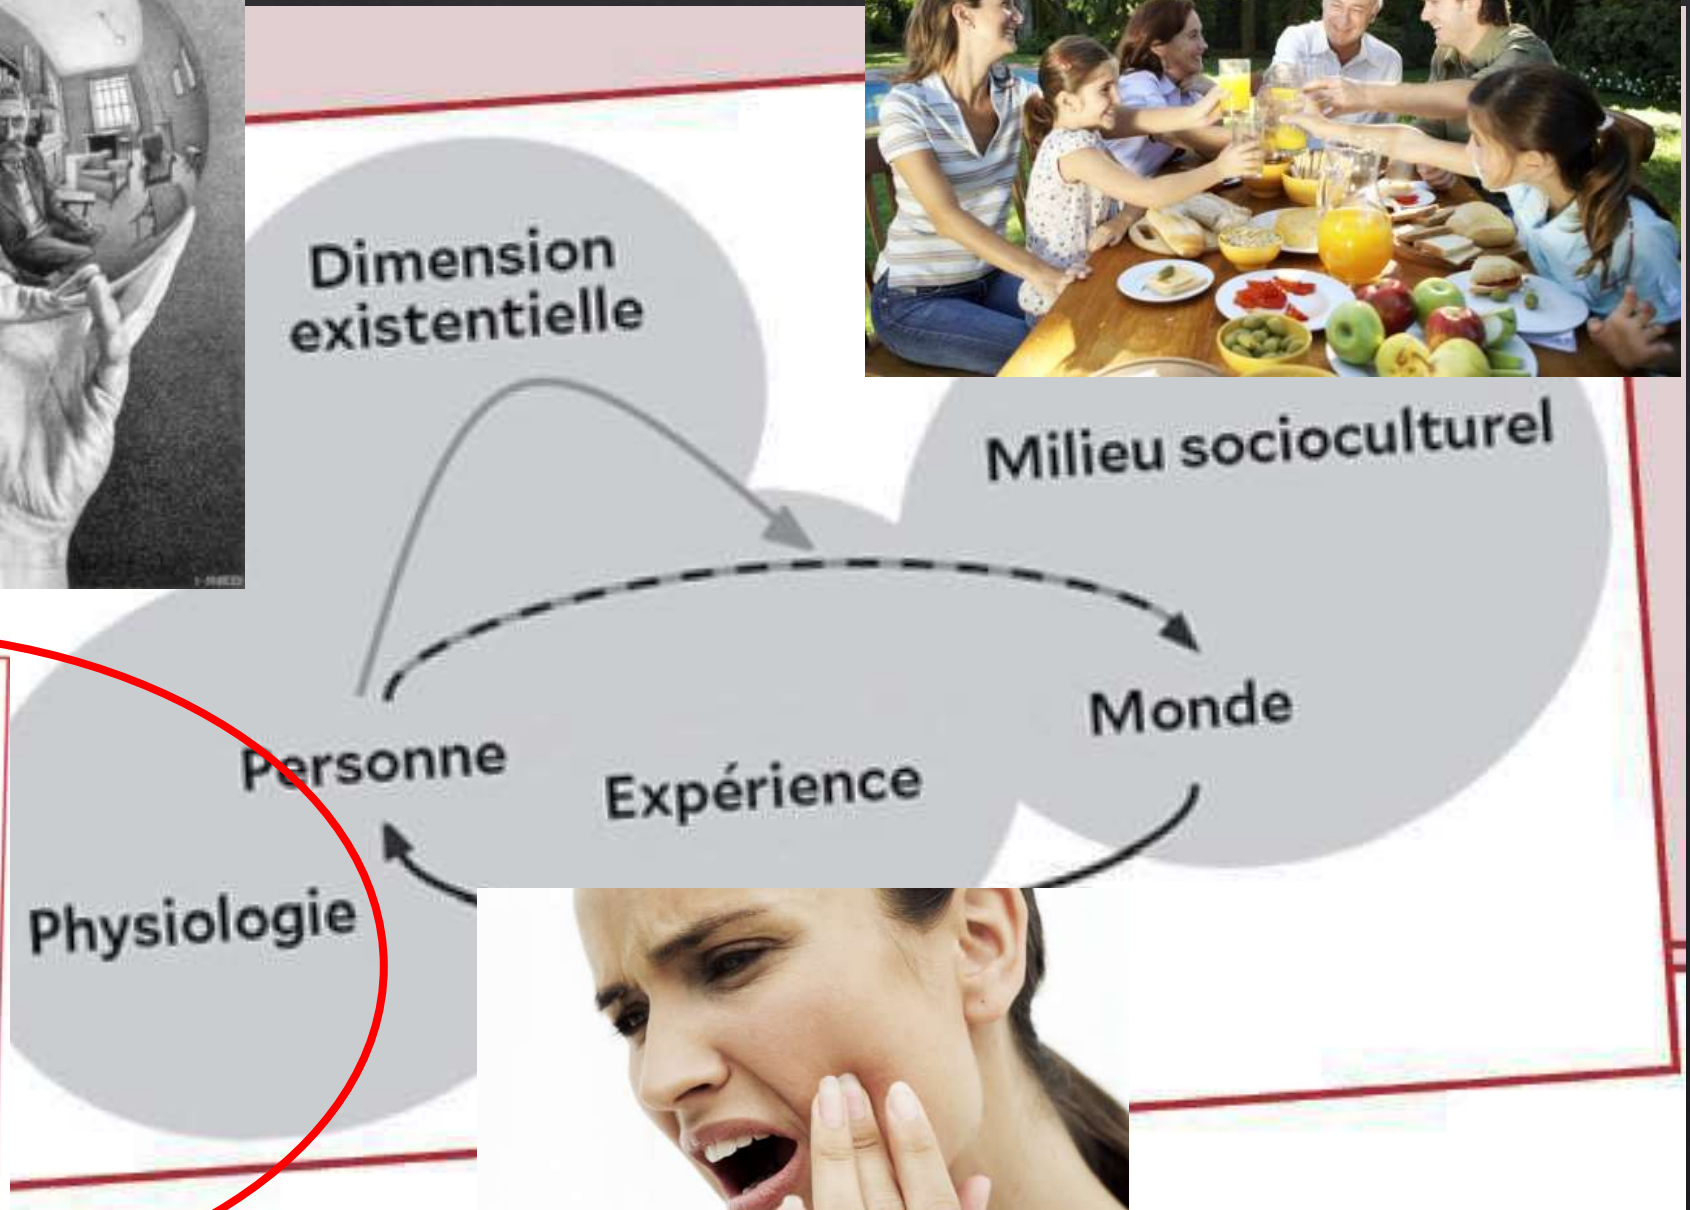 Dimension
existentielle
Milieu socioculturel
Monde
Personne
Expérience
Physiologie